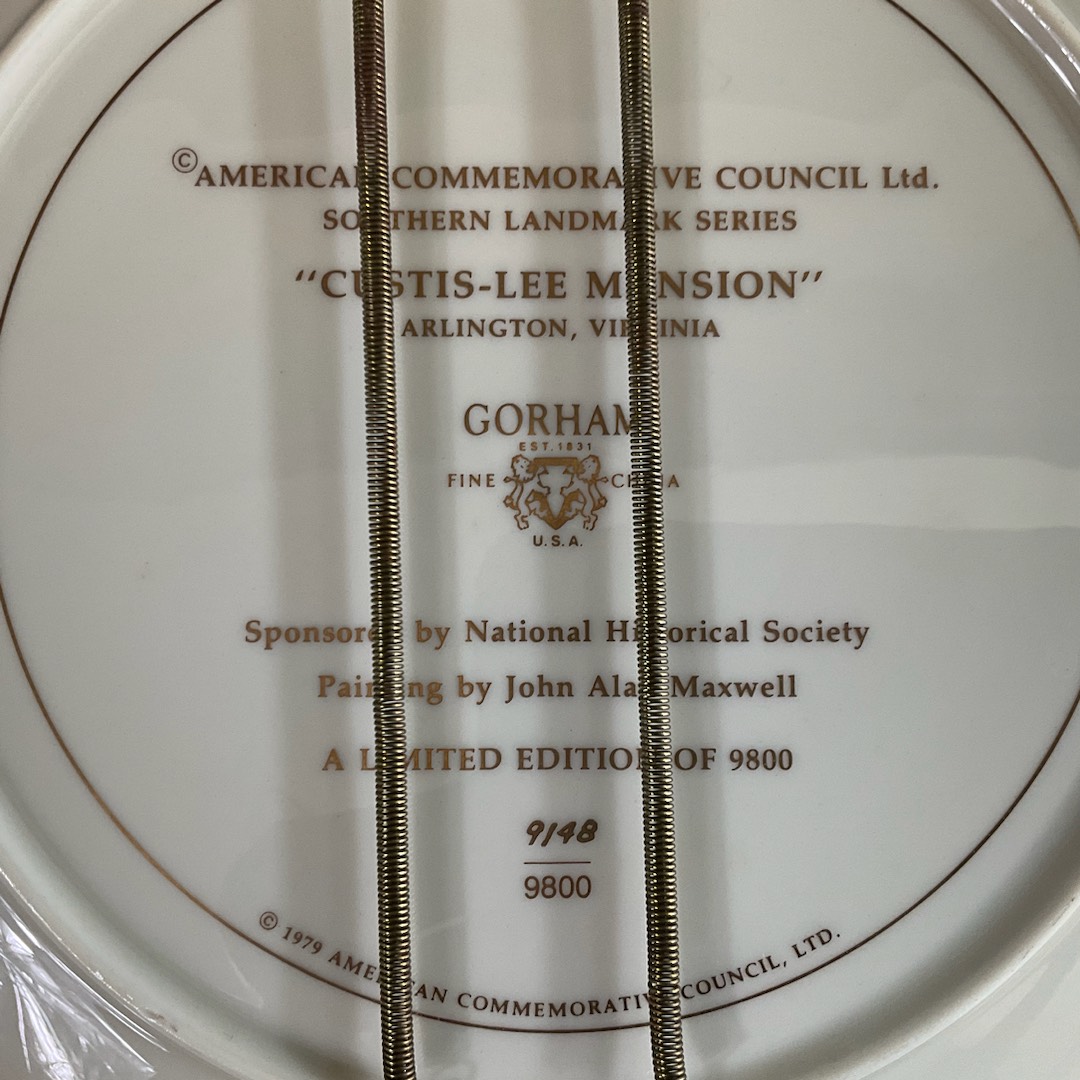 ©AMERICAN COMMEMORATIVE COUNCIL Ltd.
SOUTHERN LANDMARK SERIES
“CUSTIS-LEE MANSION”
ARLINGTON, VIRGINIA
GORHAM
EST. 1831
FINE CHINA
U.S.A.
Sponsored by National Historical Society
Painting by John Alan Maxwell
A LIMITED EDITION OF 9800
9148
9800
© 1979 AMERICAN COMMEMORATIVE COUNCIL, LTD.